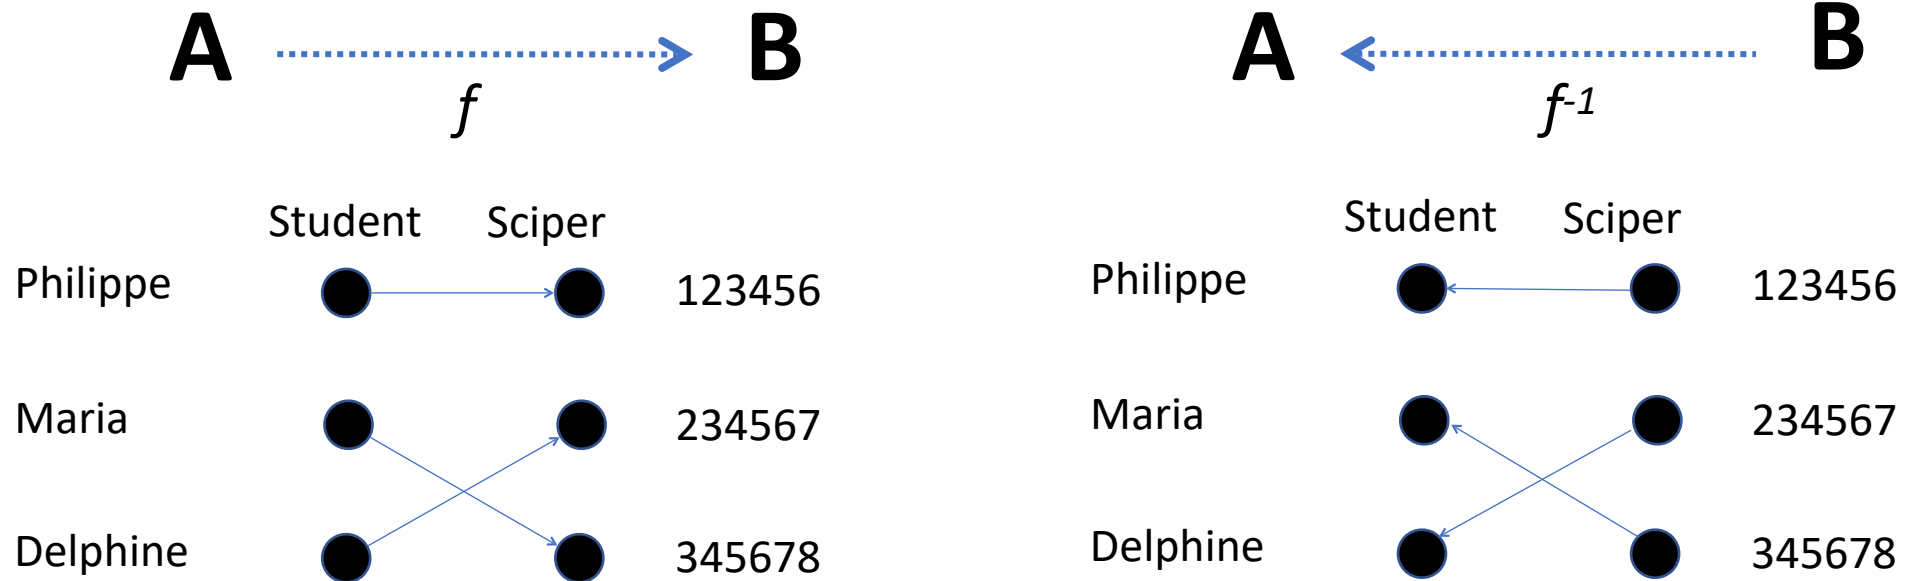 A B
f
Student Sciper
Philippe 123456
Maria 234567
Delphine 345678
A B
f-1
Student Sciper
Philippe 123456
Maria 234567
Delphine 345678